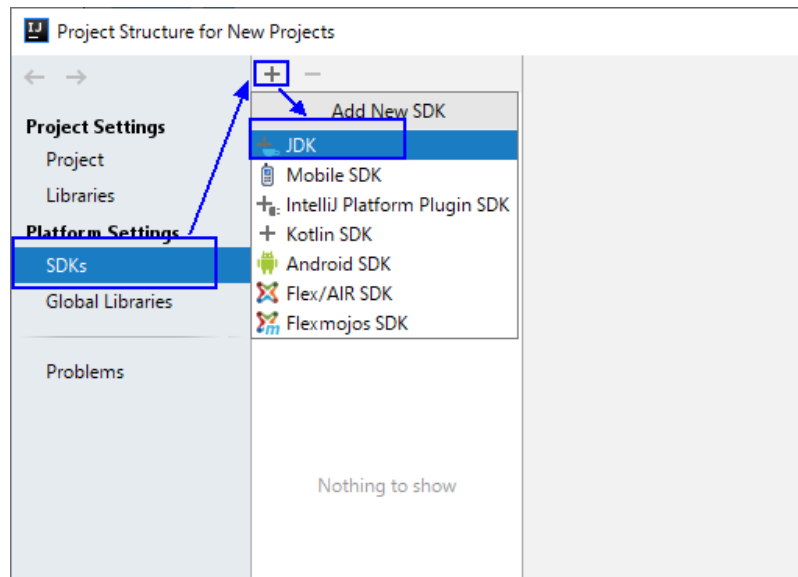 Project Structure for New Projects
Project Settings
Project
Libraries
Platform Settings
SDKs
Global Libraries
Problems
Add New SDK
JDK
Mobile SDK
IntelliJ Platform Plugin SDK
Kotlin SDK
Android SDK
Flex/AIR SDK
Flexmojos SDK
Nothing to show